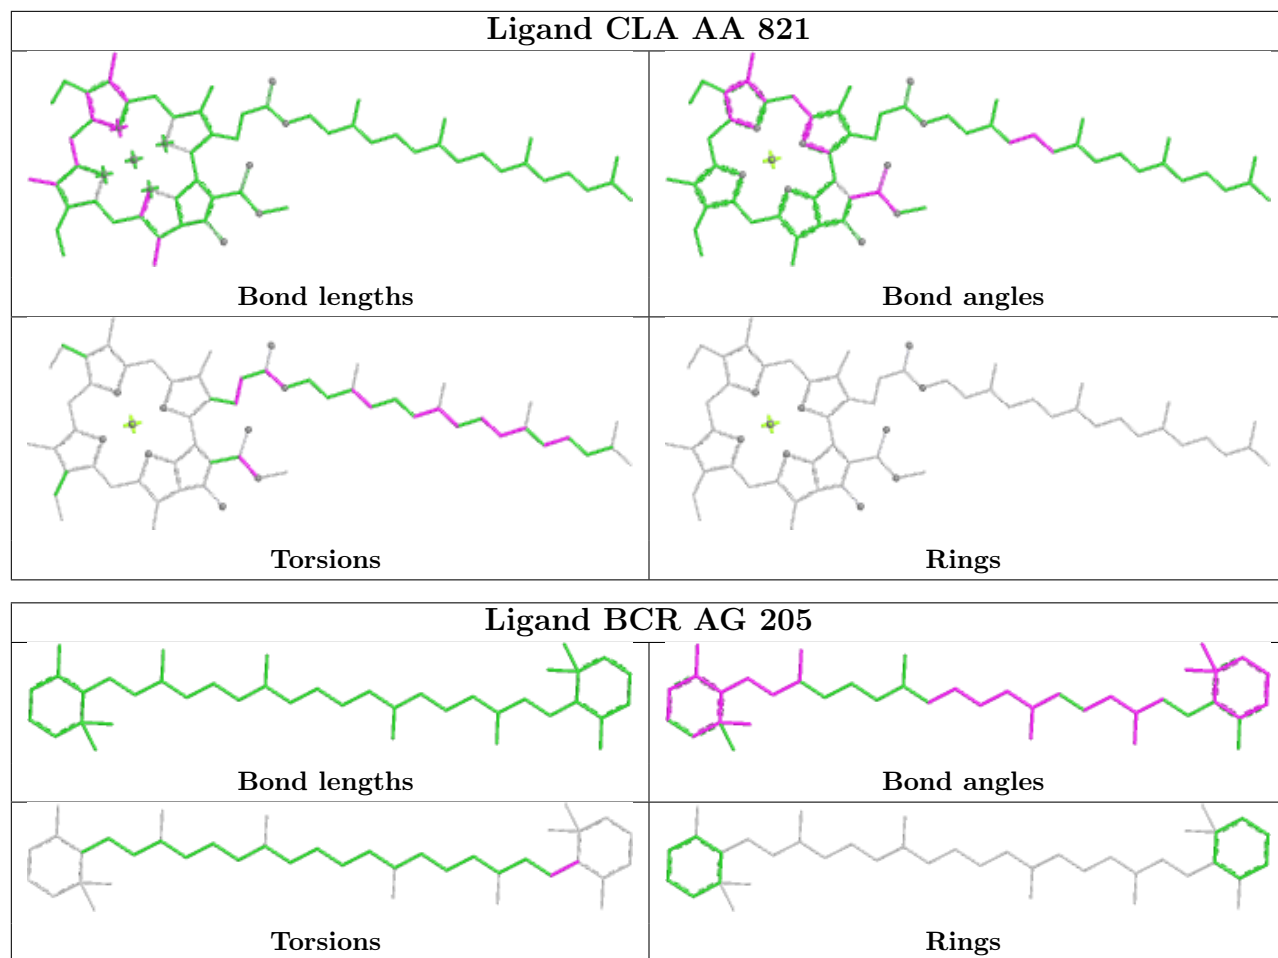 Ligand CLA AA 821
Bond lengths
Bond angles
Torsions
Rings
Ligand BCR AG 205
Bond lengths
Bond angles
Torsions
Rings